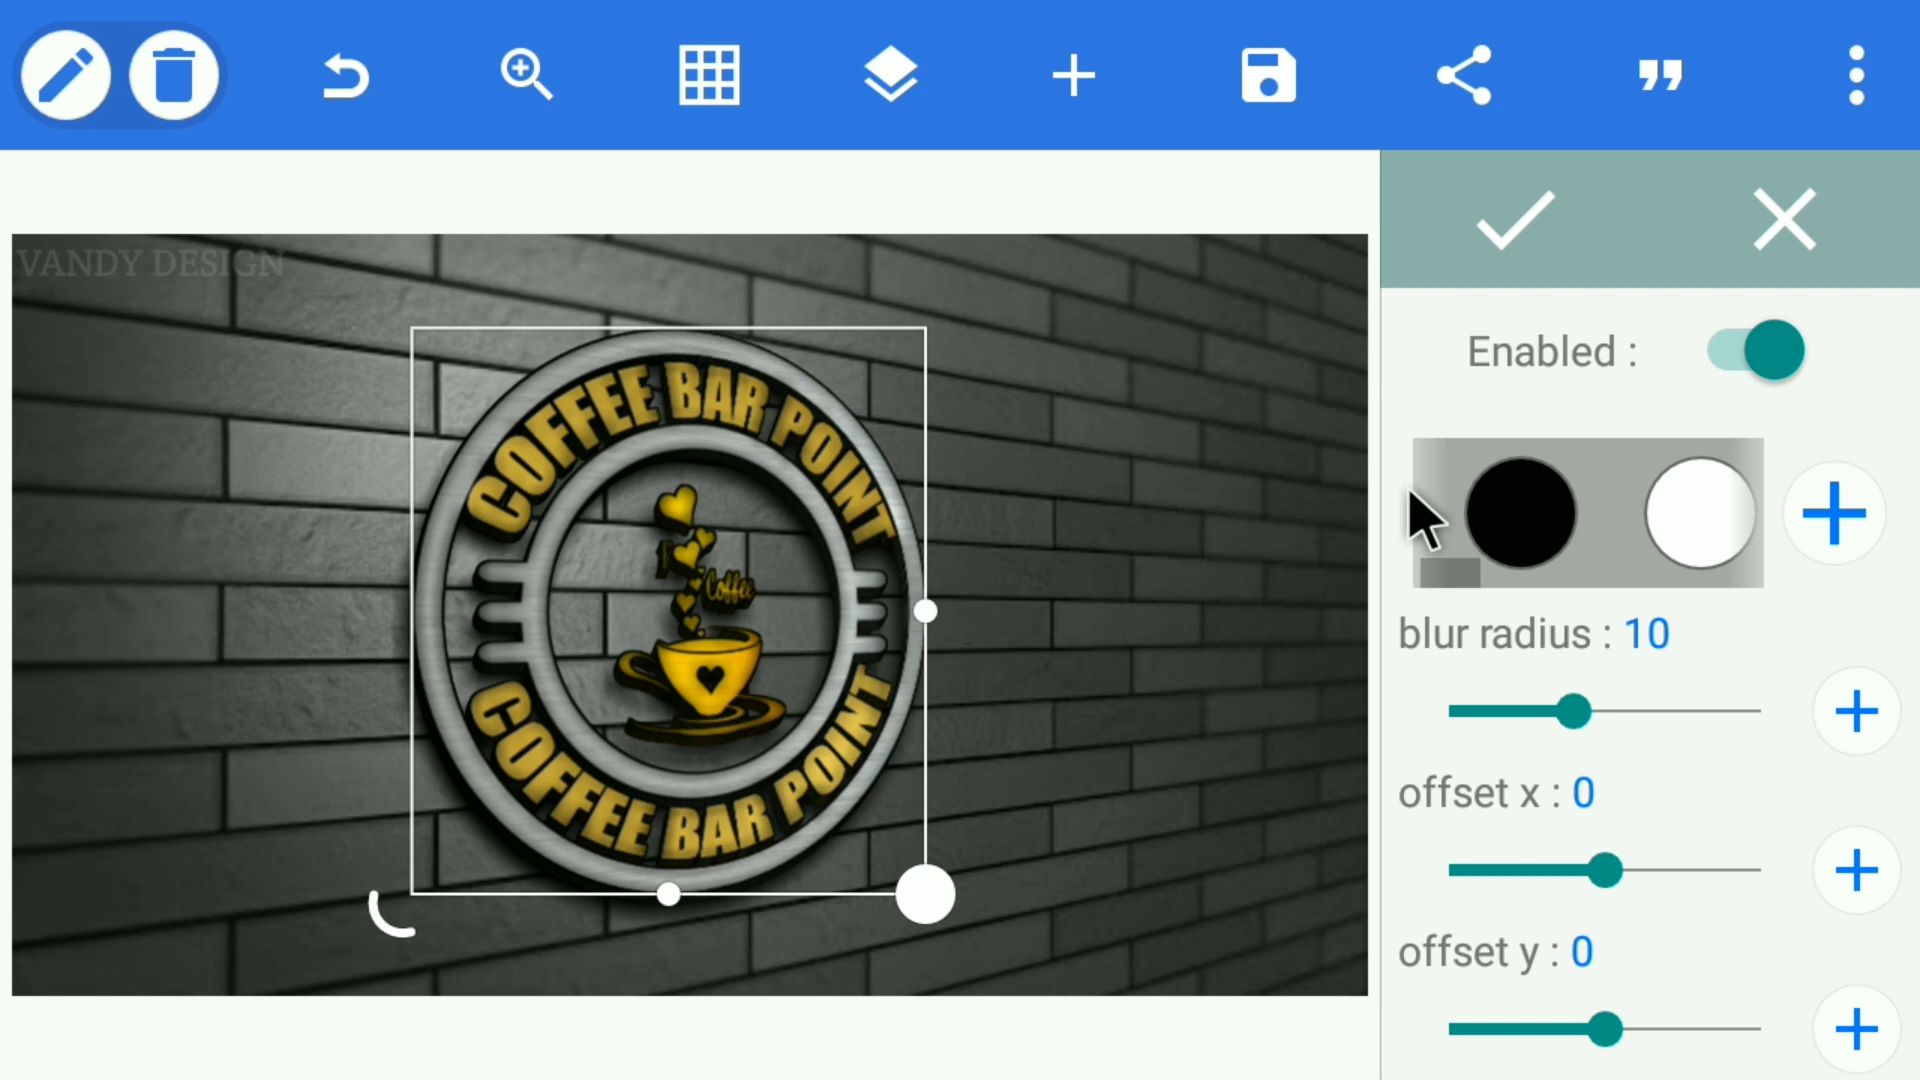 VANDY DESIGN
Enabled :
COFFEE BAR POINT
I
Coffee
COFFEE BAR POINT
blur radius : 10
offset x : 0
offset y : 0